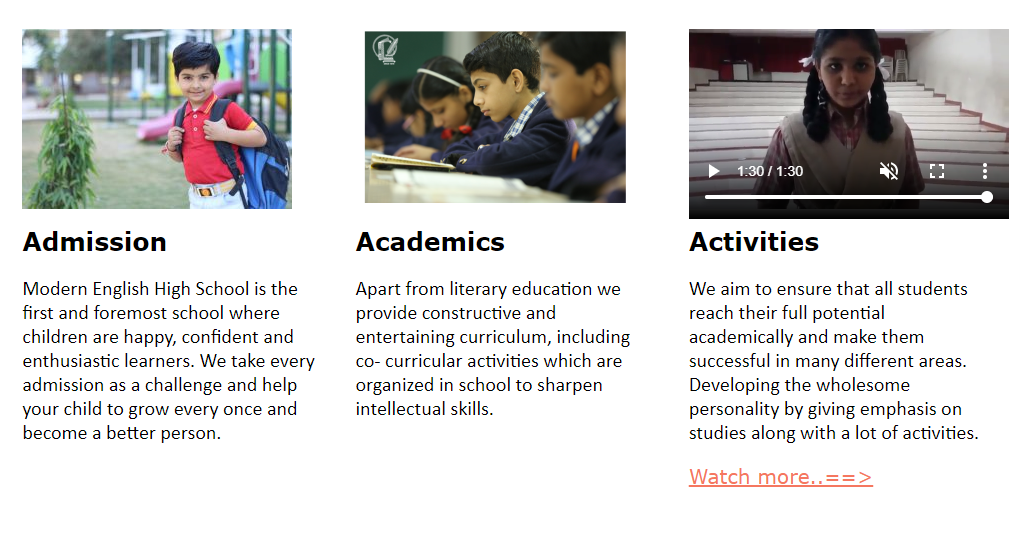 1:30 / 1:30
Admission
Modern English High School is the
first and foremost school where
children are happy, confident and
enthusiastic learners. We take every
admission as a challenge and help
your child to grow every once and
become a better person.
Academics
Apart from literary education we
provide constructive and
entertaining curriculum, including
co- curricular activities which are
organized in school to sharpen
intellectual skills.
Activities
We aim to ensure that all students
reach their full potential
academically and make them
successful in many different areas.
Developing the wholesome
personality by giving emphasis on
studies along with a lot of activities.
Watch more..==>